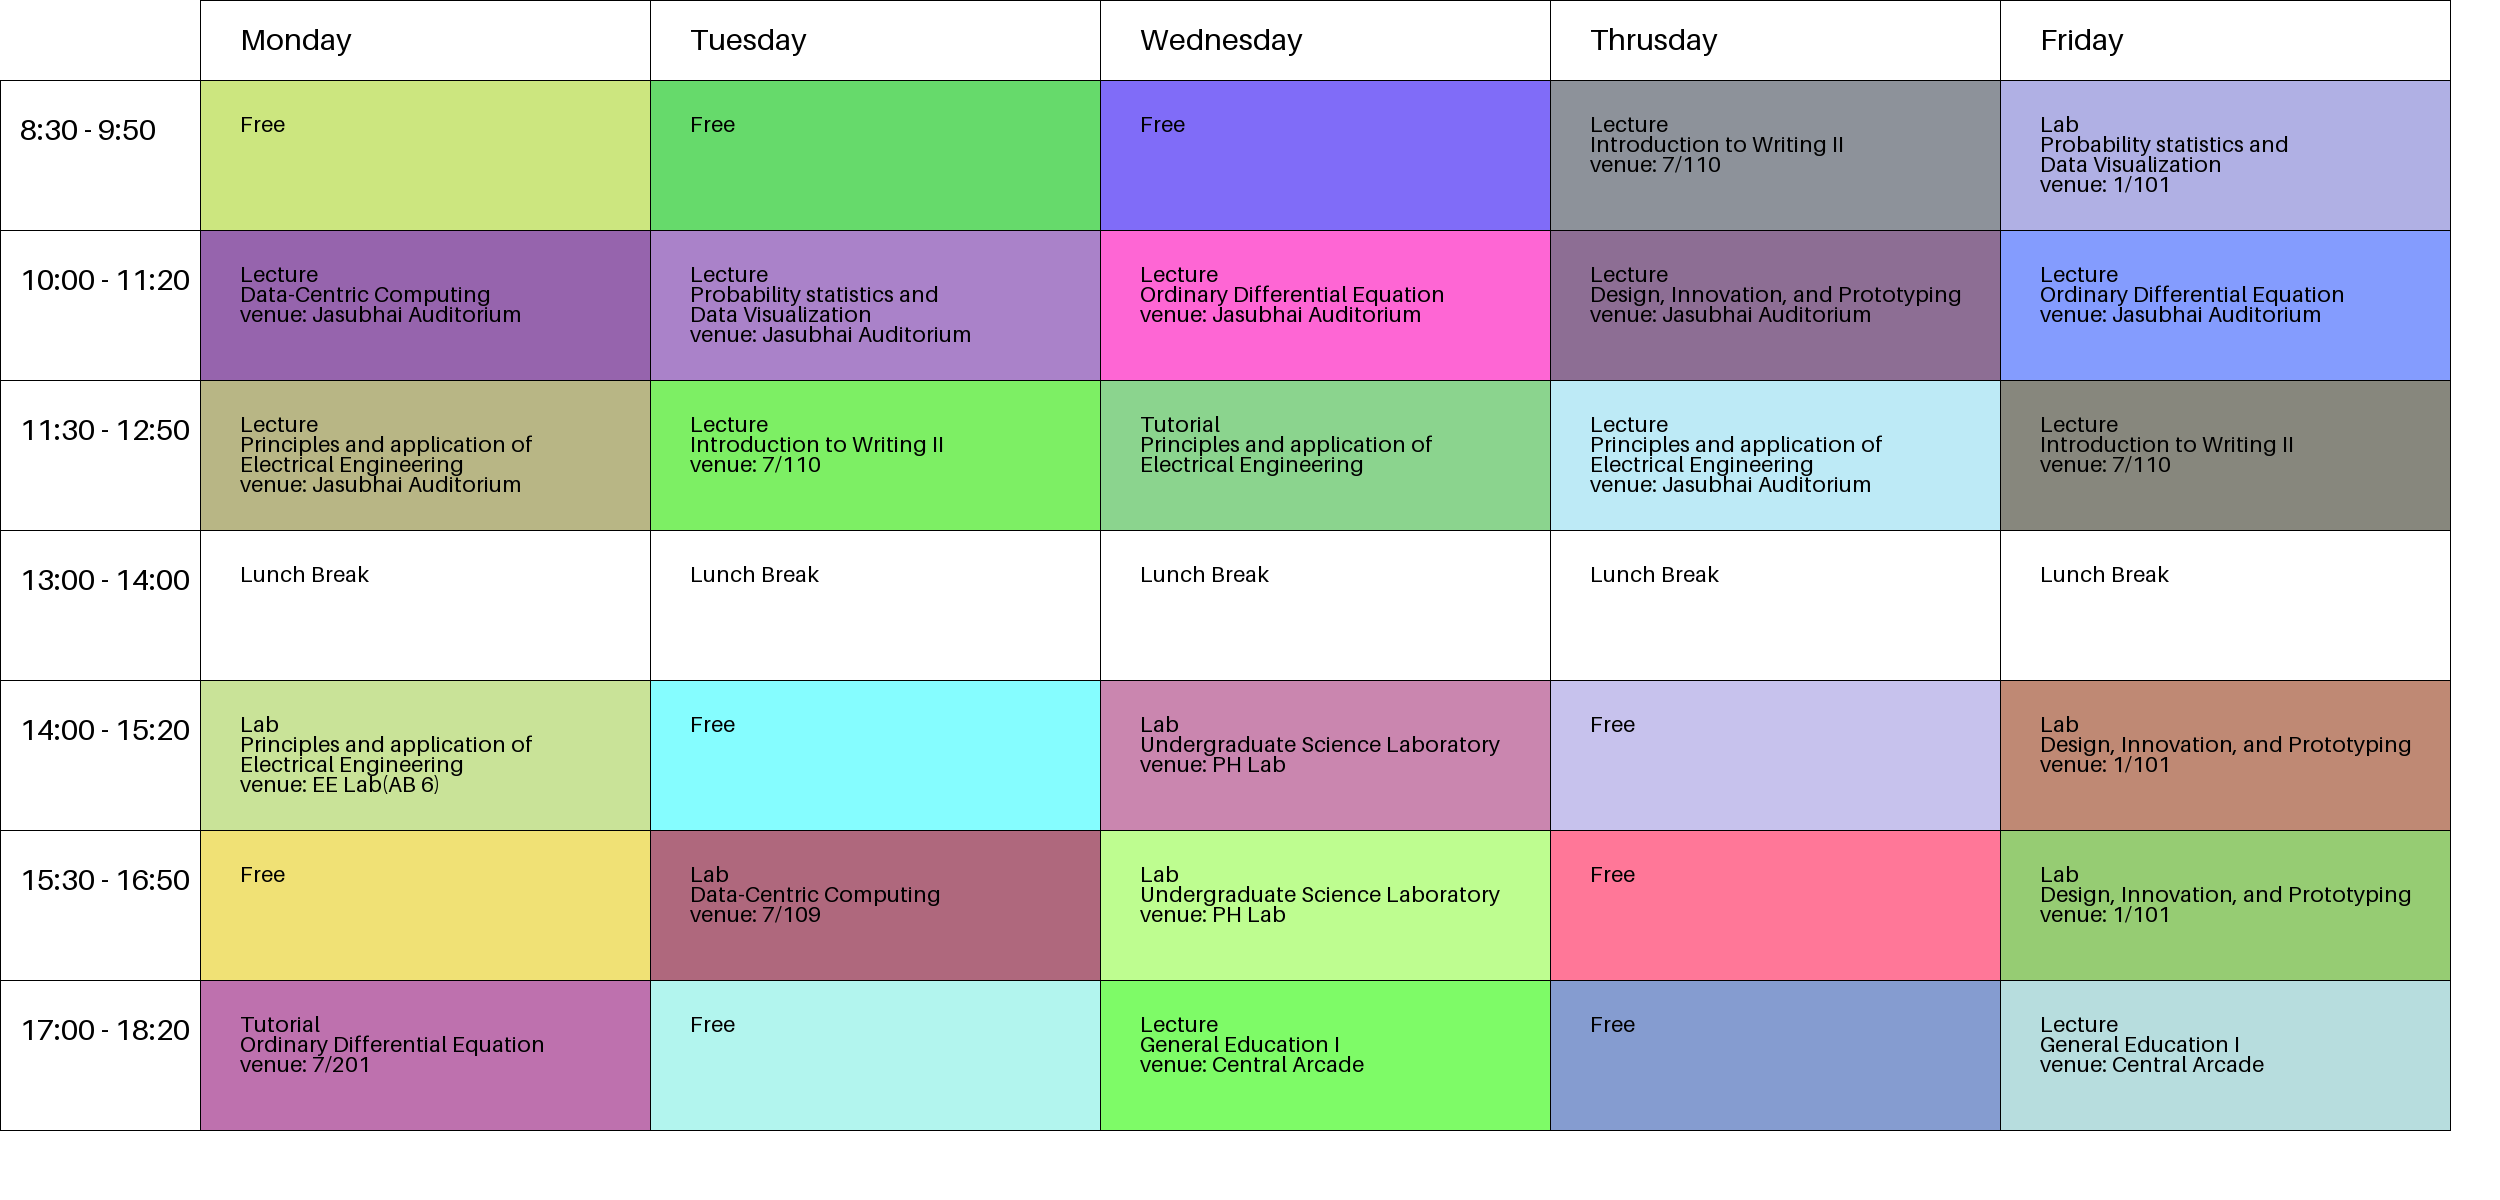 Monday
Tuesday
Wednesday
Thrusday
Friday
8:30 - 9:50
Free
Free
Free
Lecture
Introduction to Writing II
venue: 7/110
Lab
Probability statistics and
Data Visualization
venue: 1/101
10:00 - 11:20
Lecture
Data-Centric Computing
venue: Jasubhai Auditorium
Lecture
Probability statistics and
Data Visualization
venue: Jasubhai Auditorium
Lecture
Ordinary Differential Equation
venue: Jasubhai Auditorium
Lecture
Design, Innovation, and Prototyping
venue: Jasubhai Auditorium
Lecture
Ordinary Differential Equation
venue: Jasubhai Auditorium
11:30 - 12:50
Lecture
Principles and application of
Electrical Engineering
venue: Jasubhai Auditorium
Lecture
Introduction to Writing II
venue: 7/110
Tutorial
Principles and application of
Electrical Engineering
Lecture
Principles and application of
Electrical Engineering
venue: Jasubhai Auditorium
Lecture
Introduction to Writing II
venue: 7/110
13:00 - 14:00
Lunch Break
Lunch Break
Lunch Break
Lunch Break
Lunch Break
14:00 - 15:20
Lab
Principles and application of
Electrical Engineering
venue: EE Lab(AB 6)
Free
Lab
Undergraduate Science Laboratory
venue: PH Lab
Free
Lab
Design, Innovation, and Prototyping
venue: 1/101
15:30 - 16:50
Free
Lab
Data-Centric Computing
venue: 7/109
Lab
Undergraduate Science Laboratory
venue: PH Lab
Free
Lab
Design, Innovation, and Prototyping
venue: 1/101
17:00 - 18:20
Tutorial
Ordinary Differential Equation
venue: 7/201
Free
Lecture
General Education I
venue: Central Arcade
Free
Lecture
General Education I
venue: Central Arcade